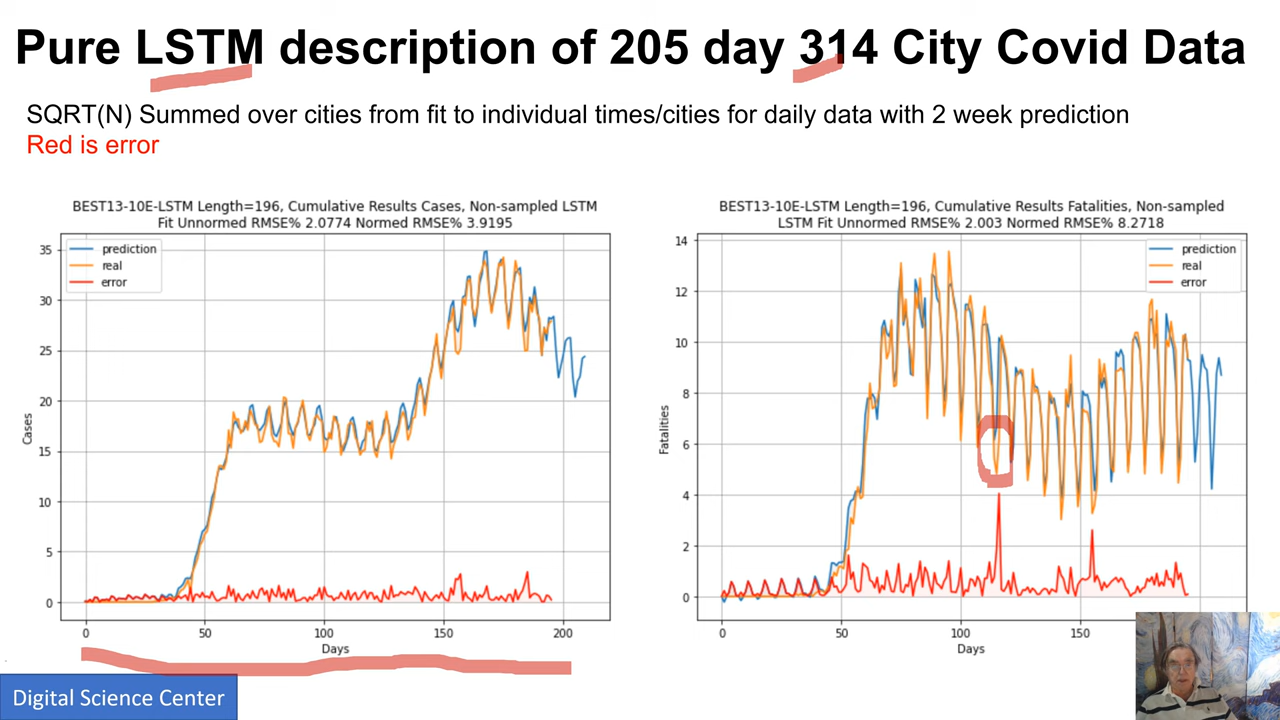 Pure LSTM description of 205 day 314 City Covid Data
SQRT(N) Summed over cities from fit to individual times/cities for daily data with 2 week prediction
Red is error
BEST13-10E-LSTM Length=196, Cumulative Results Cases, Non-sampled LSTM
Fit Unnormed RMSE% 2.0774 Normed RMSE% 3.9195
prediction
real
error
35
30
25
20
15
10
5
0
Cases
0 50 100 150 200
Days
BEST13-10E-LSTM Length=196, Cumulative Results Fatalities, Non-sampled
LSTM Fit Unnormed RMSE% 2.003 Normed RMSE% 8.2718
prediction
real
error
14
12
10
8
6
4
2
0
Fatalities
0 50 100 150
Days
Digital Science Center